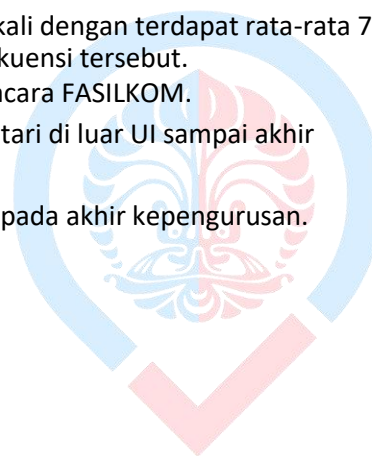 kali dengan terdapat rata-rata 7
kuensi tersebut.
cara FASILKOM.
tari di luar UI sampai akhir
pada akhir kepengurusan.